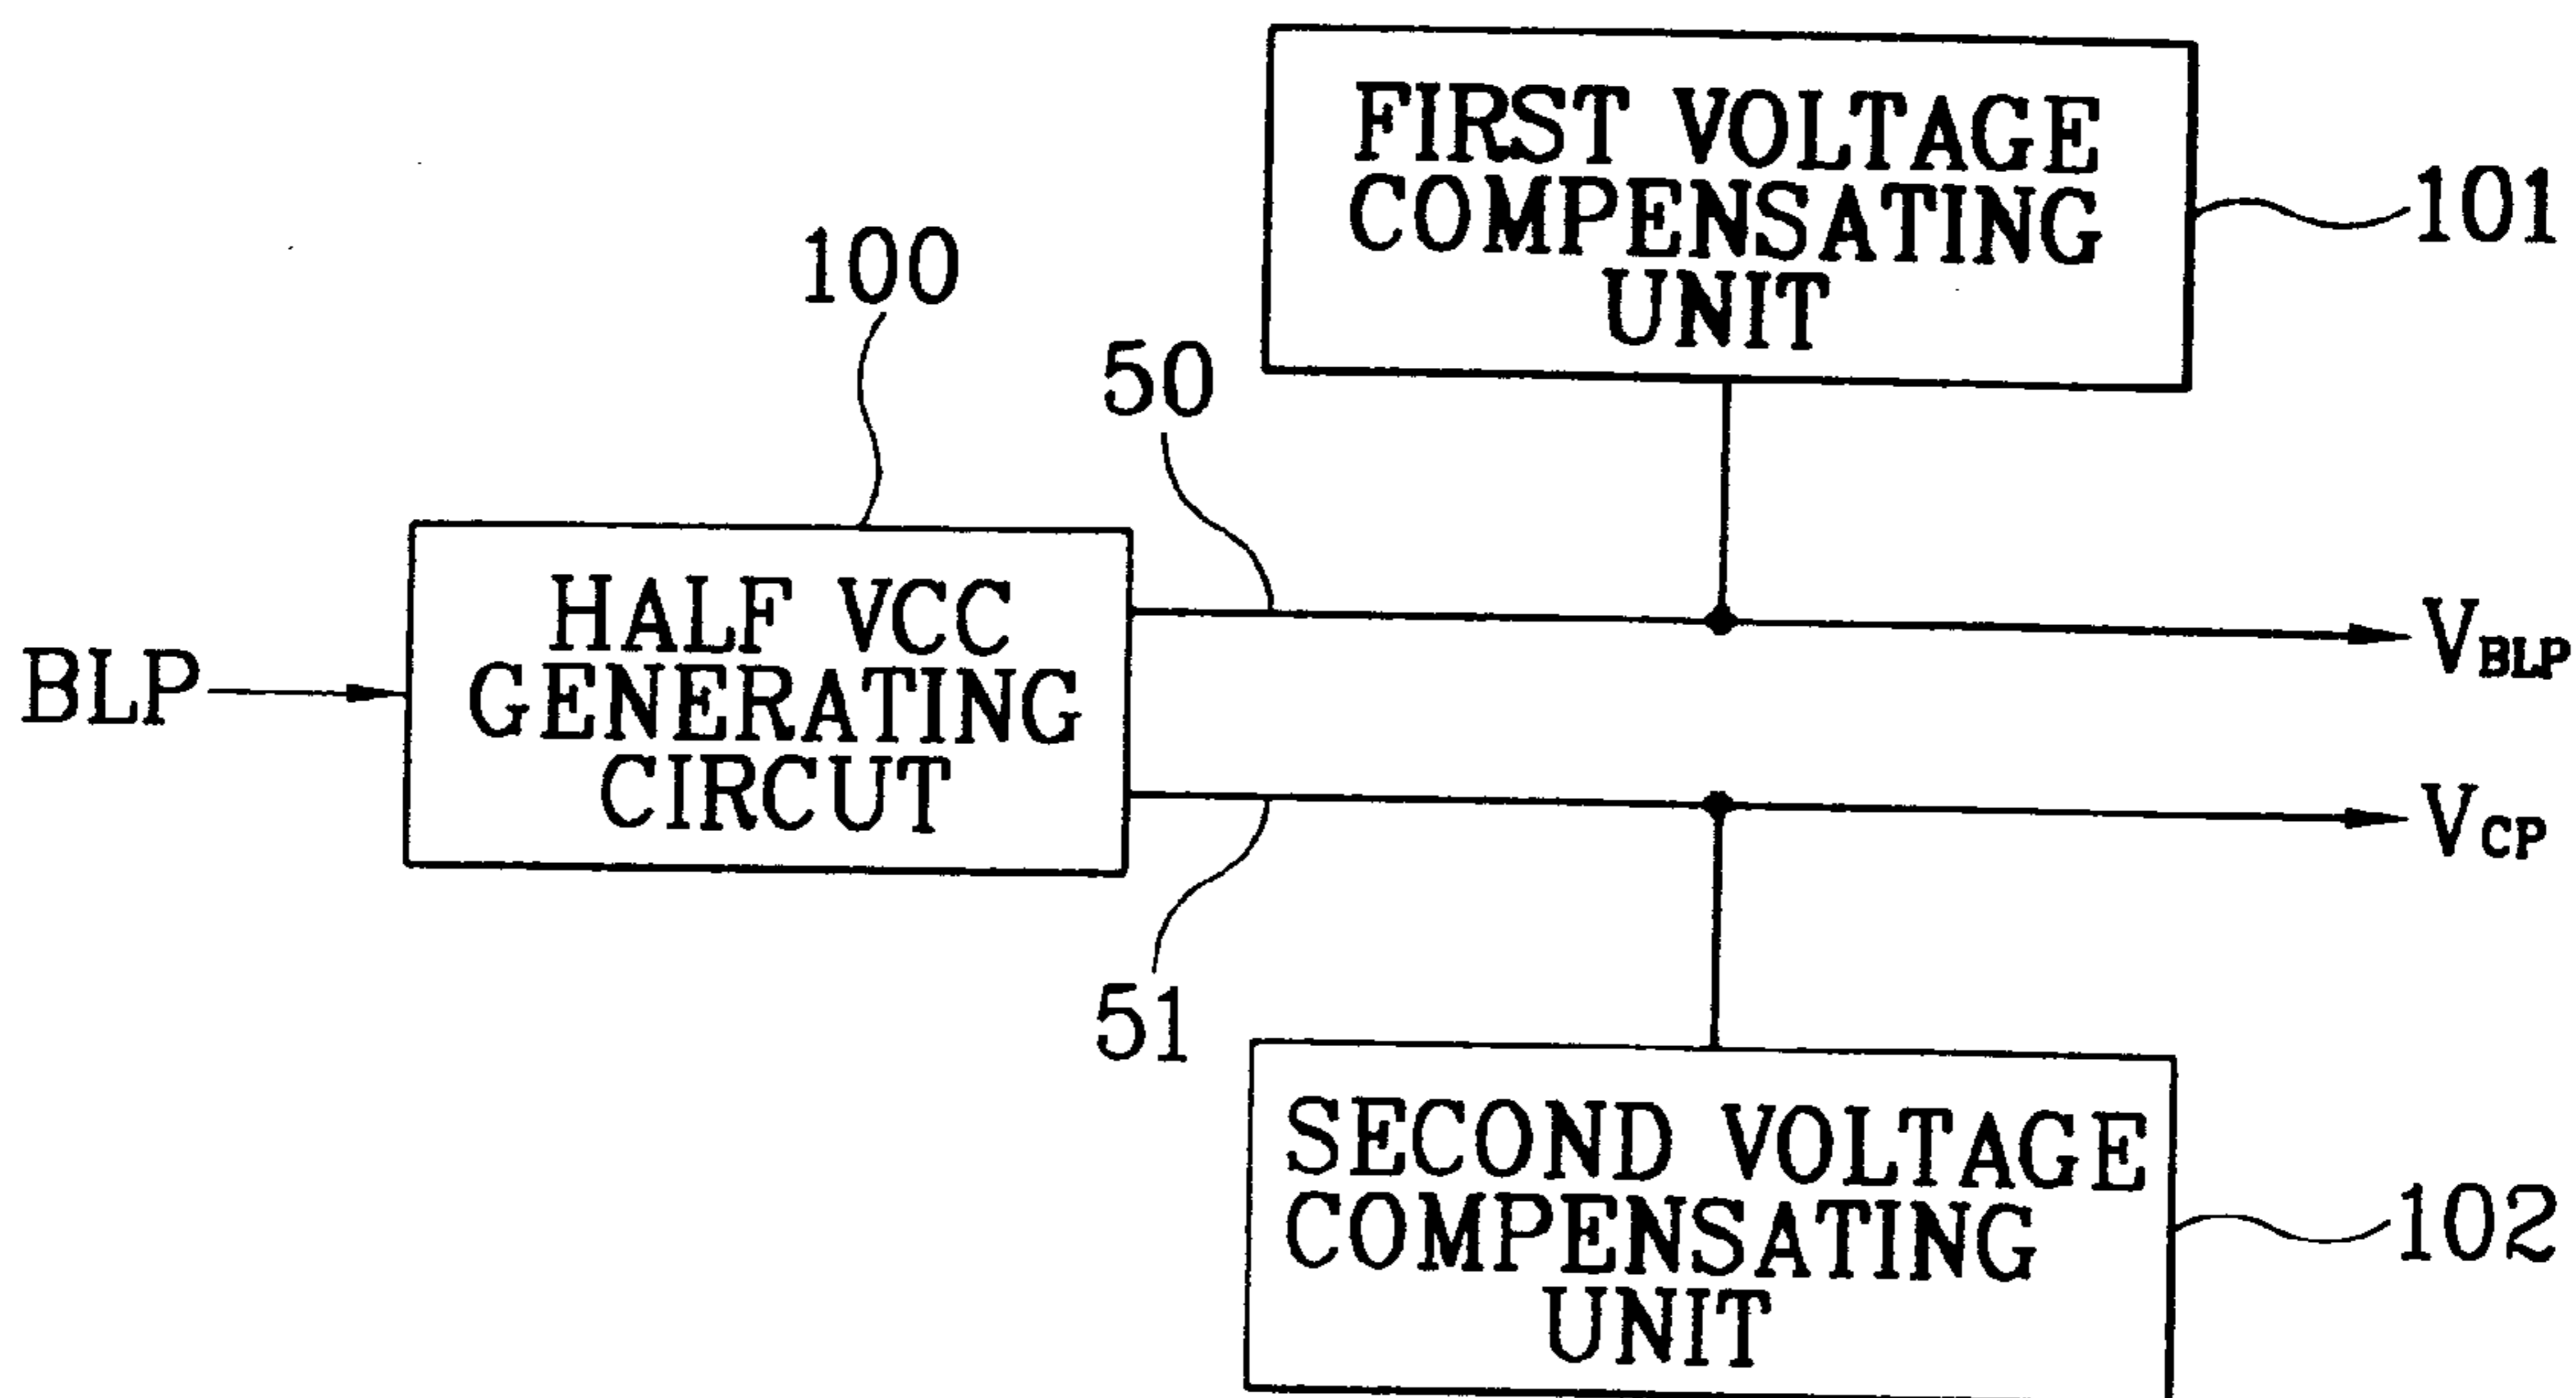 FIRST VOLTAGE
COMPENSATING
UNIT
101
100
50
HALF VCC
GENERATING
CIRCUT
BLP
VBLP
VCP
51
SECOND VOLTAGE
COMPENSATING
UNIT
102